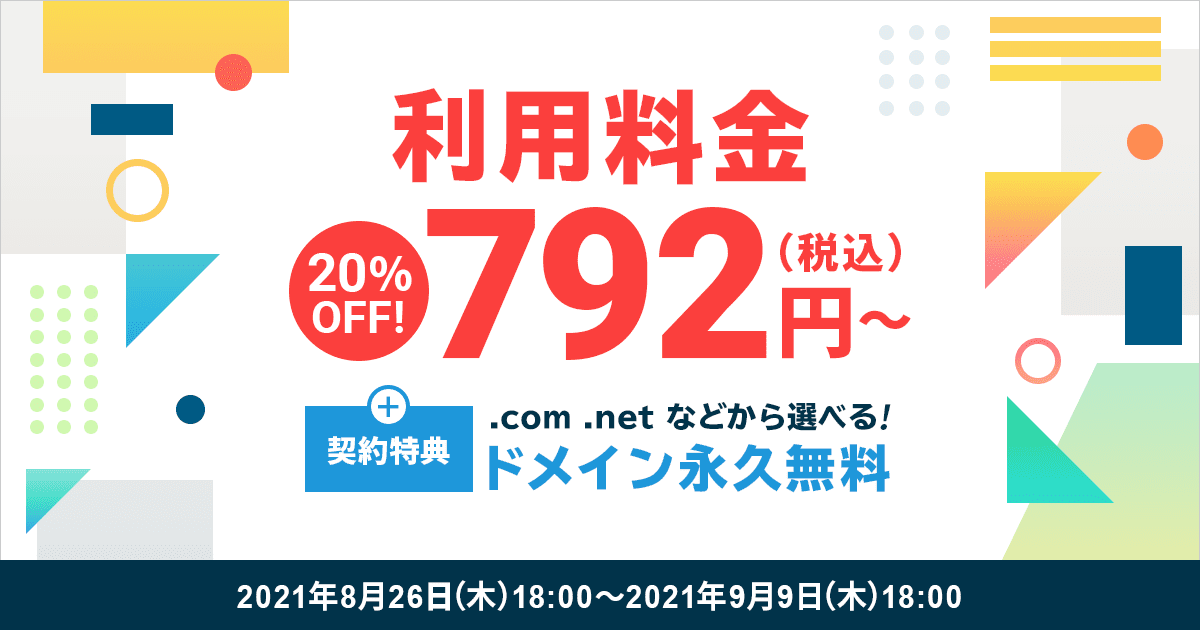 利用料金
20%
OFF!
792(税込)円~
契約特典
.com .net などから選べる!
ドメイン永久無料
2021年8月26日(木)18:00〜2021年9月9日(木)18:00